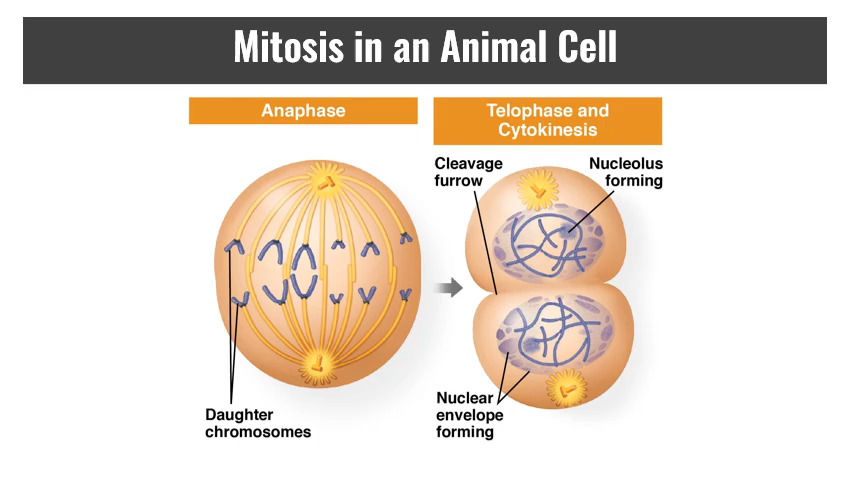 Mitosis in an Animal Cell
Anaphase
Telophase and
Cytokinesis
Cleavage
furrow
Nucleolus
forming
Daughter
chromosomes
Nuclear
envelope
forming